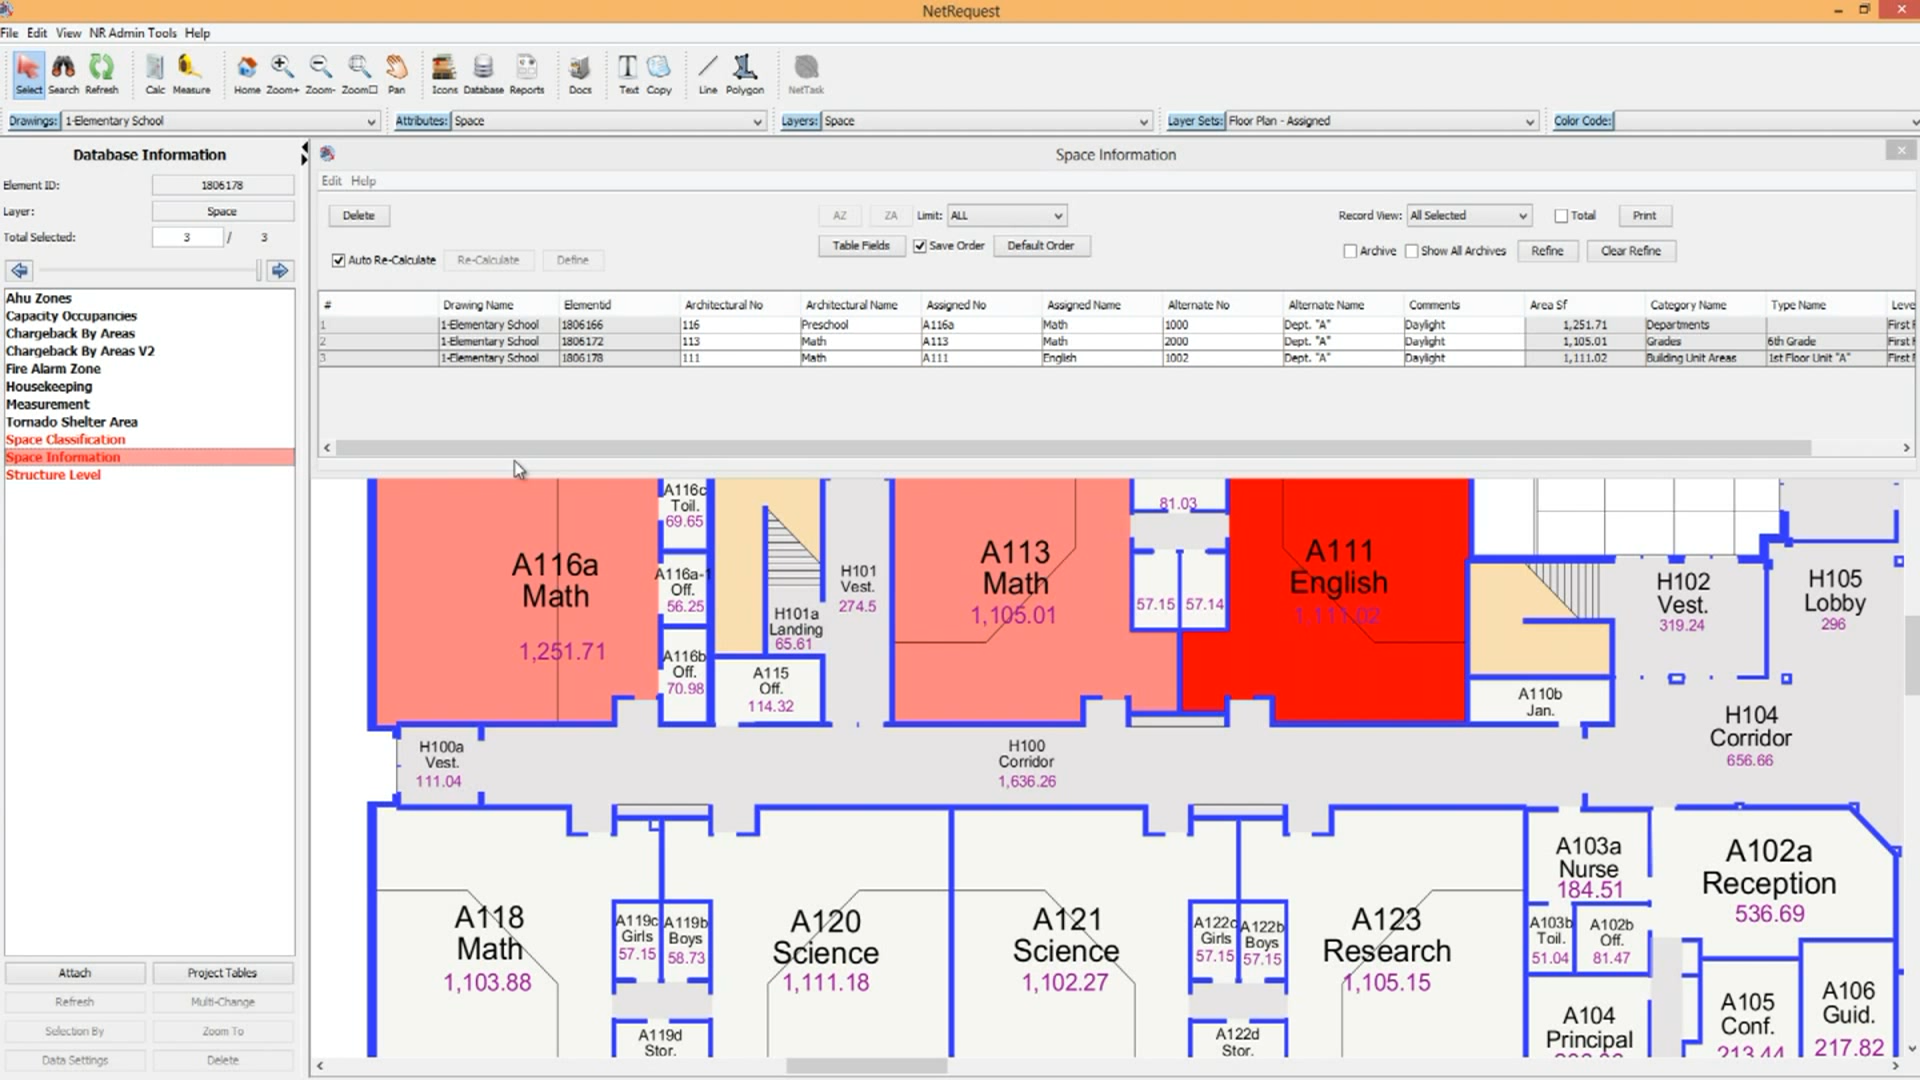 NetRequest
File Edit View NR Admin Tools Help
Select Search Refresh Calc Measure Home Zoom+ Zoom- Zoom☐ Pan Icons Database Reports Docs Text Copy Line Polygon NetTask
Drawings: 1-Elementary School Attributes: Space Layers: Space Layer Sets: Floor Plan - Assigned Color Code:
Database Information
Element ID: 1806178
Layer: Space
Total Selected: 3 / 3
Ahu Zones
Capacity Occupancies
Chargeback By Areas
Chargeback By Areas V2
Fire Alarm Zone
Housekeeping
Measurement
Tornado Shelter Area
Space Classification
Space Information
Structure Level
Attach Project Tables
Refresh Multi-Change
Selection By Zoom To
Data Settings Delete
Space Information
Edit Help
Delete AZ ZA Limit: ALL Record View: All Selected Total Print
Table Fields Save Order Default Order Archive Show All Archives Refine Clear Refine
Auto Re-Calculate Re-Calculate Define
# Drawing Name Elementid Architectural No Architectural Name Assigned No Assigned Name Alternate No Alternate Name Comments Area Sf Category Name Type Name Leve
1 1-Elementary School 1806166 116 Preschool A116a Math 1000 Dept. "A" Daylight 1,251.71 Departments First F
2 1-Elementary School 1806172 113 Math A113 Math 2000 Dept. "A" Daylight 1,105.01 Grades 6th Grade First F
3 1-Elementary School 1806178 111 Math A111 English 1002 Dept. "A" Daylight 1,111.02 Building Unit Areas 1st Floor Unit "A" First F
A116a
Math
1,251.71
A116c
Toil.
69.65
A116a-1
Off.
56.25
A116b
Off.
70.98
H101a
Landing
65.61
A115
Off.
114.32
H101
Vest.
274.5
A113
Math
1,105.01
81.03
57.15
57.14
A111
English
1,111.02
H102
Vest.
319.24
H105
Lobby
296
A110b
Jan.
H104
Corridor
656.66
H100a
Vest.
111.04
H100
Corridor
1,636.26
A118
Math
1,103.88
A119c
Girls
57.15
A119b
Boys
58.73
A119d
Stor.
A120
Science
1,111.18
A121
Science
1,102.27
A122c
Girls
57.15
A122b
Boys
57.15
A122d
Stor.
A123
Research
1,105.15
A103a
Nurse
184.51
A103b
Toil.
51.04
A102b
Off.
81.47
A102a
Reception
536.69
A104
Principal
A105
Conf.
213.44
A106
Guid.
217.82